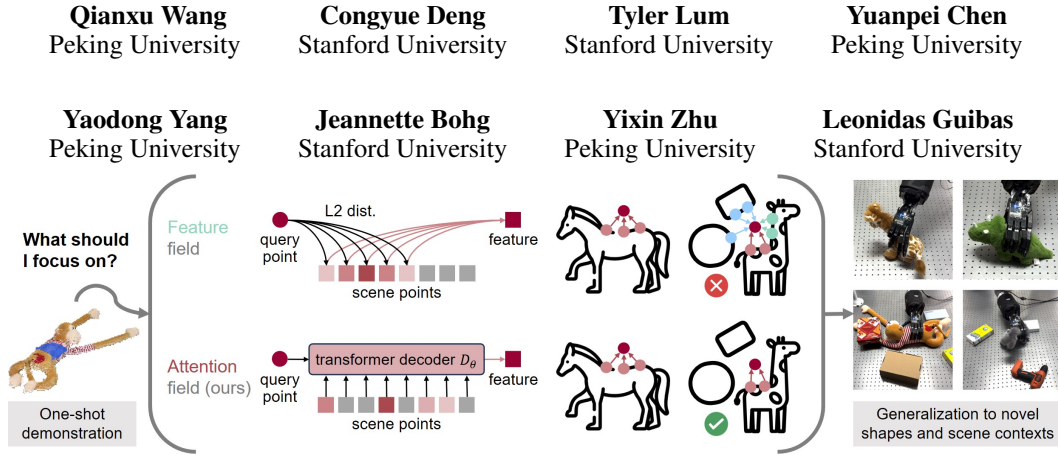 Qianxu Wang Congyue Deng Tyler Lum Yuanpei Chen
Peking University Stanford University Stanford University Peking University
Yaodong Yang Jeannette Bohg Yixin Zhu Leonidas Guibas
Peking University Stanford University Peking University Stanford University
What should
I focus on?
One-shot
demonstration
Feature
field
query
point
L2 dist.
feature
scene points
Attention
field (ours)
query
point
transformer decoder D_θ
feature
scene points
Generalization to novel
shapes and scene contexts